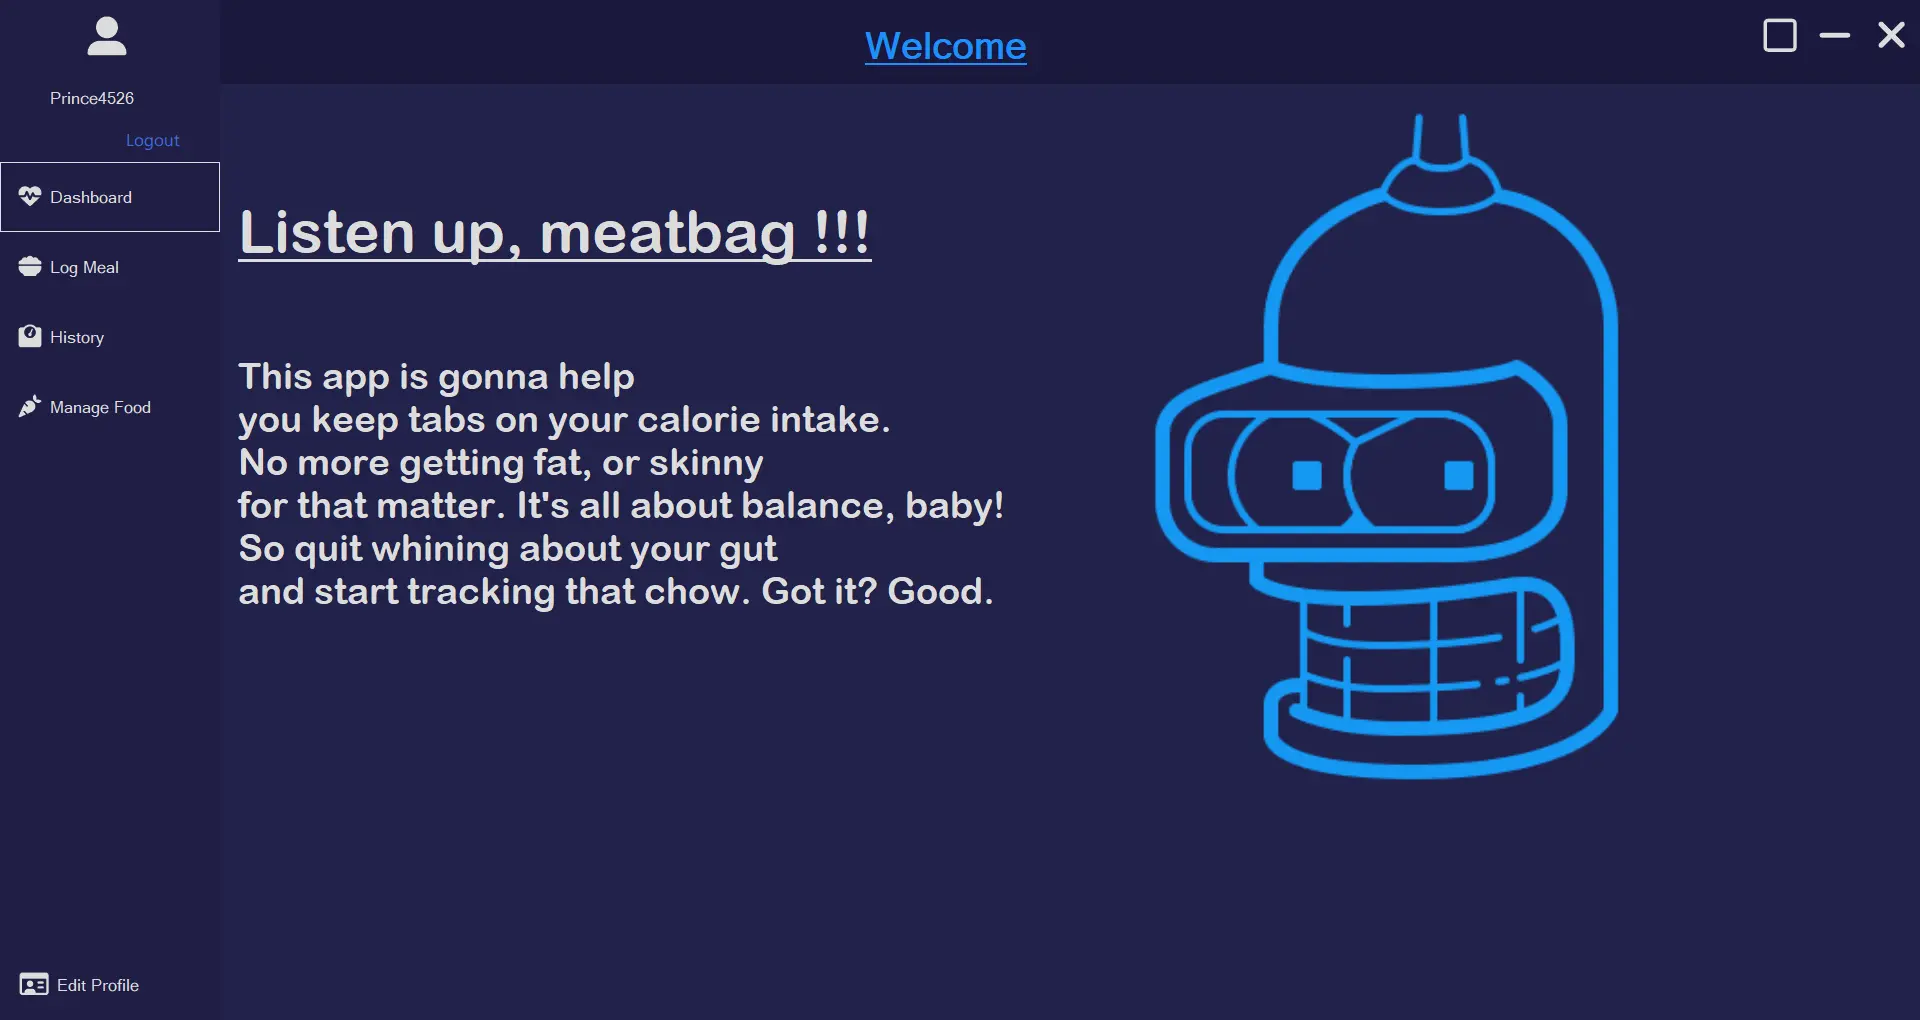 Welcome
Prince4526
Logout
Dashboard
Log Meal
History
Manage Food
Edit Profile
Listen up, meatbag !!!
This app is gonna help
you keep tabs on your calorie intake.
No more getting fat, or skinny
for that matter. It's all about balance, baby!
So quit whining about your gut
and start tracking that chow. Got it? Good.